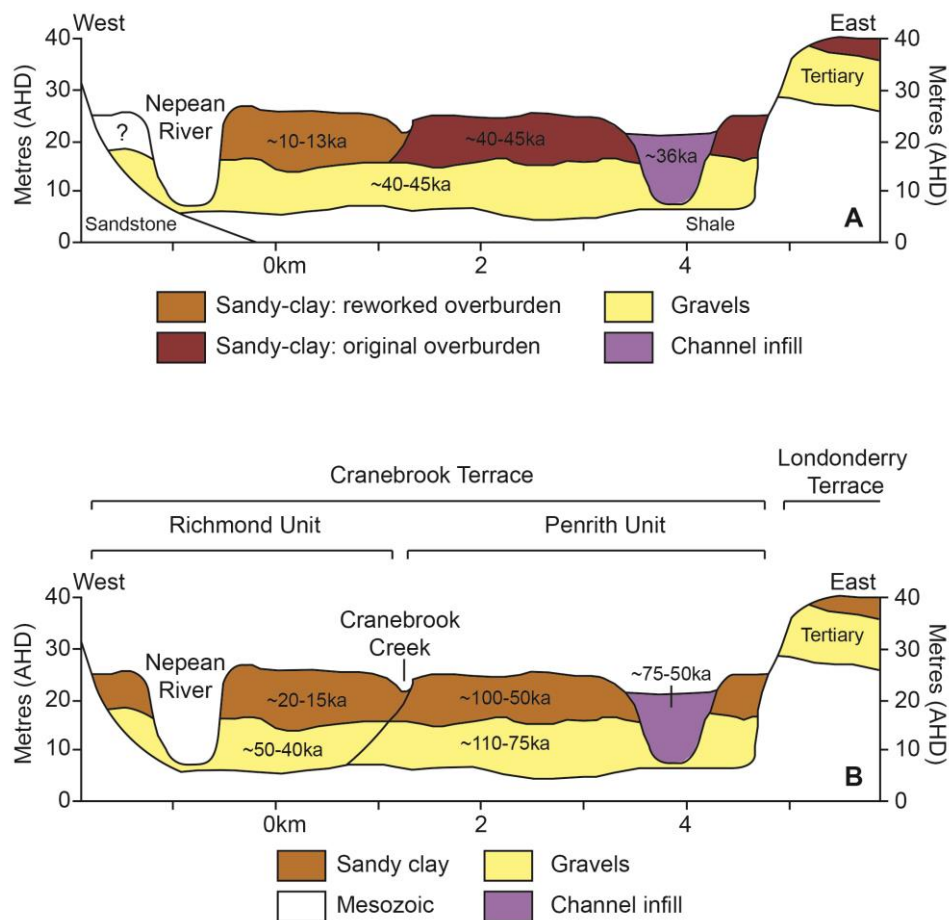 West
East
40
30
20
10
0
Metres (AHD)
Nepean
River
?
~10-13ka
~40-45ka
~40-45ka
~36ka
Tertiary
Sandstone
Shale
A
40
30
20
10
0
Metres (AHD)
0km
2
4
Sandy-clay: reworked overburden
Gravels
Sandy-clay: original overburden
Channel infill
Cranebrook Terrace
Londonderry
Terrace
Richmond Unit
Penrith Unit
West
East
40
30
20
10
0
Metres (AHD)
Nepean
River
Cranebrook
Creek
~20-15ka
~100-50ka
~75-50ka
~50-40ka
~110-75ka
Tertiary
B
40
30
20
10
0
Metres (AHD)
0km
2
4
Sandy clay
Gravels
Mesozoic
Channel infill